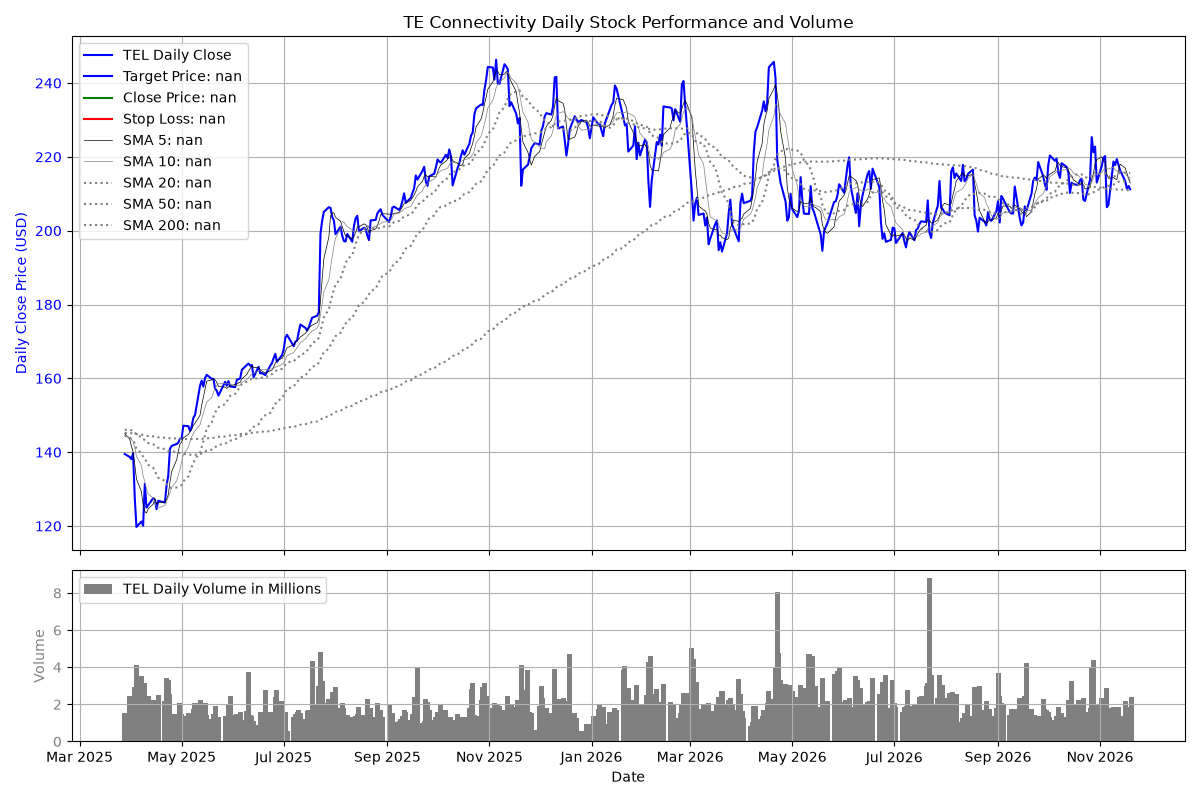 TE Connectivity Daily Stock Performance and Volume
TEL Daily Close
Target Price: nan
Close Price: nan
Stop Loss: nan
SMA 5: nan
SMA 10: nan
SMA 20: nan
SMA 50: nan
SMA 200: nan
Daily Close Price (USD)
240
220
200
180
160
140
120
TEL Daily Volume in Millions
Volume
8
6
4
2
0
Mar 2025 May 2025 Jul 2025 Sep 2025 Nov 2025 Jan 2026 Mar 2026 May 2026 Jul 2026 Sep 2026 Nov 2026
Date